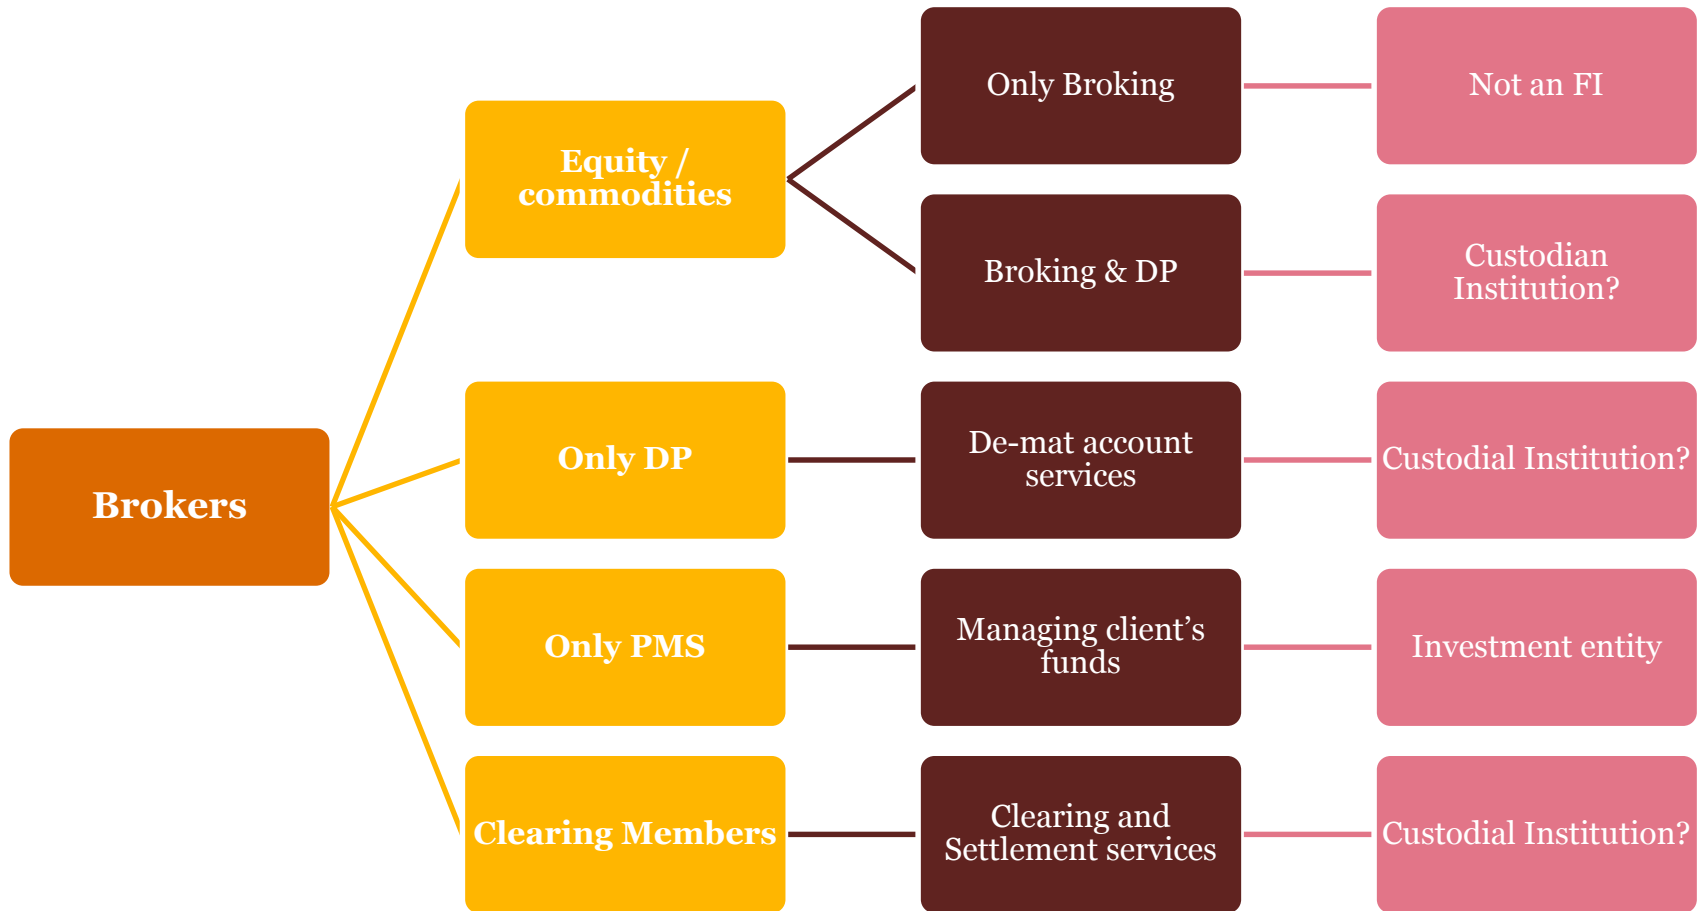 Only Broking
Not an FI
Equity /
commodities
Broking & DP
Custodian
Institution?
Brokers
Only DP
De-mat account
services
Custodial Institution?
Only PMS
Managing client’s
funds
Investment entity
Clearing Members
Clearing and
Settlement services
Custodial Institution?